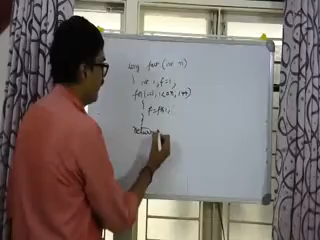 long fact (int n)
{ int i, f=1,
for(i=1, i<=n, i++)
{
f=f*i,
}
return